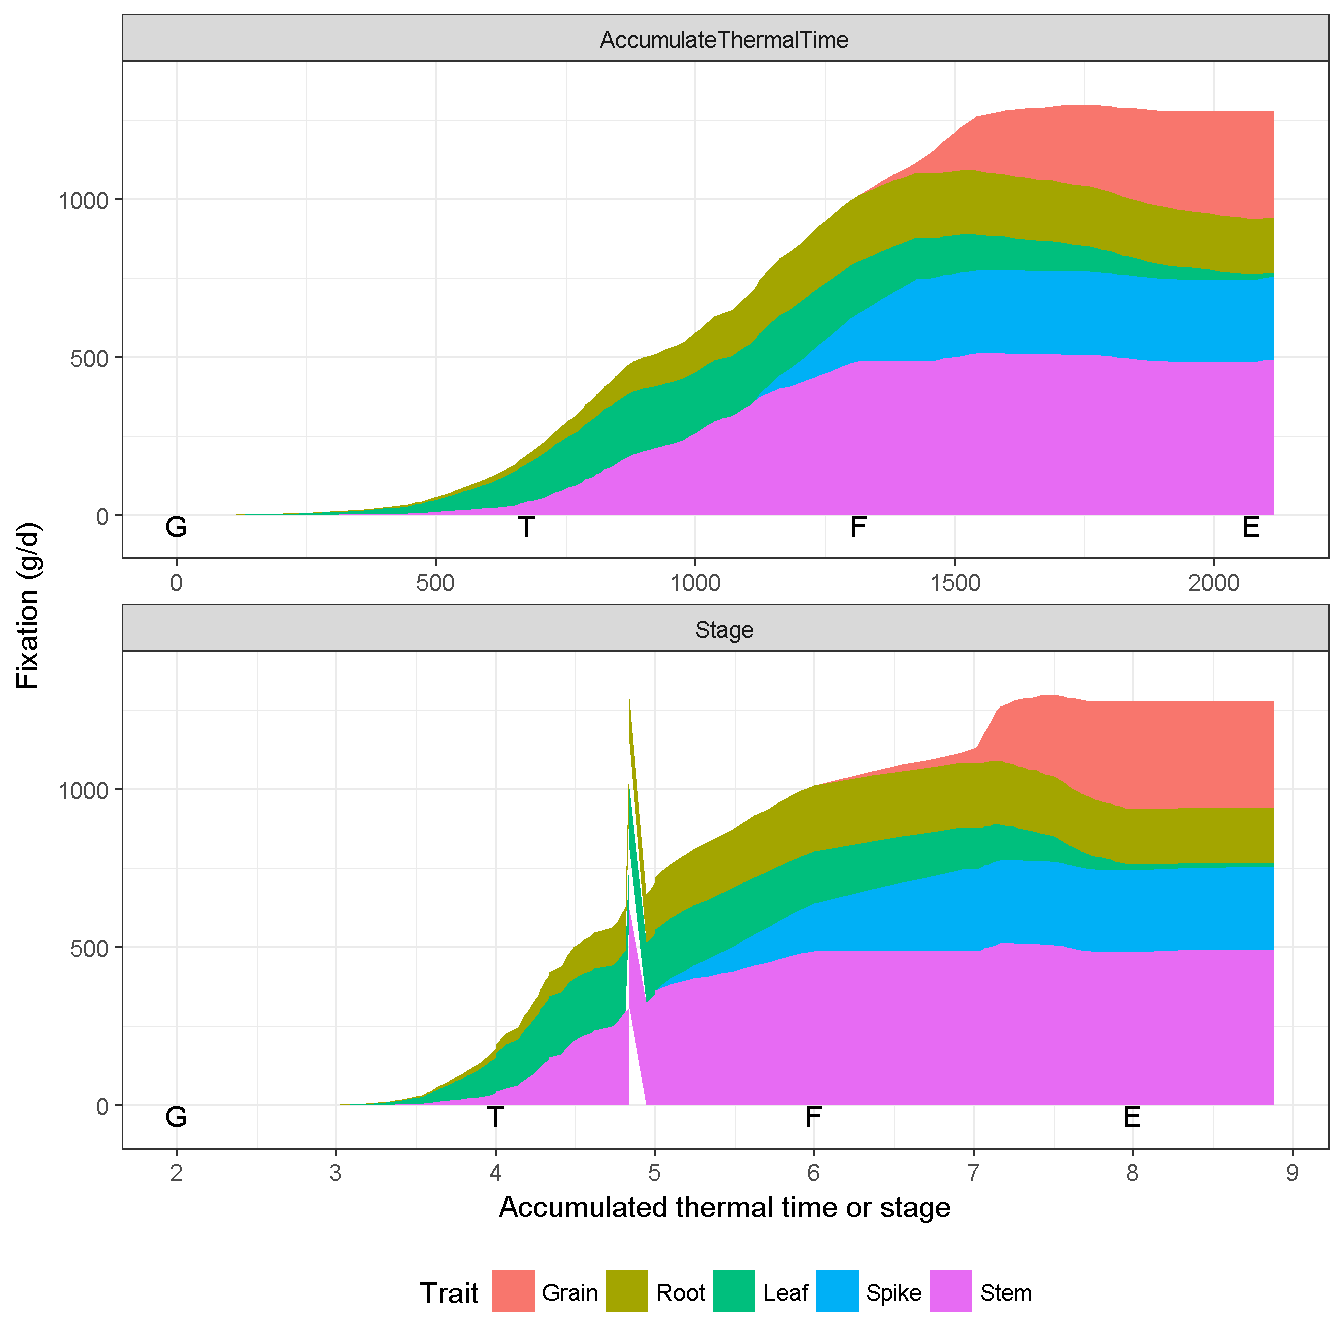 AccumulateThermalTime
1000
500
0
G T F E
0 500 1000 1500 2000
Fixation (g/d)
Stage
1000
500
0
G T F E
2 3 4 5 6 7 8 9
Accumulated thermal time or stage
Trait Grain Root Leaf Spike Stem